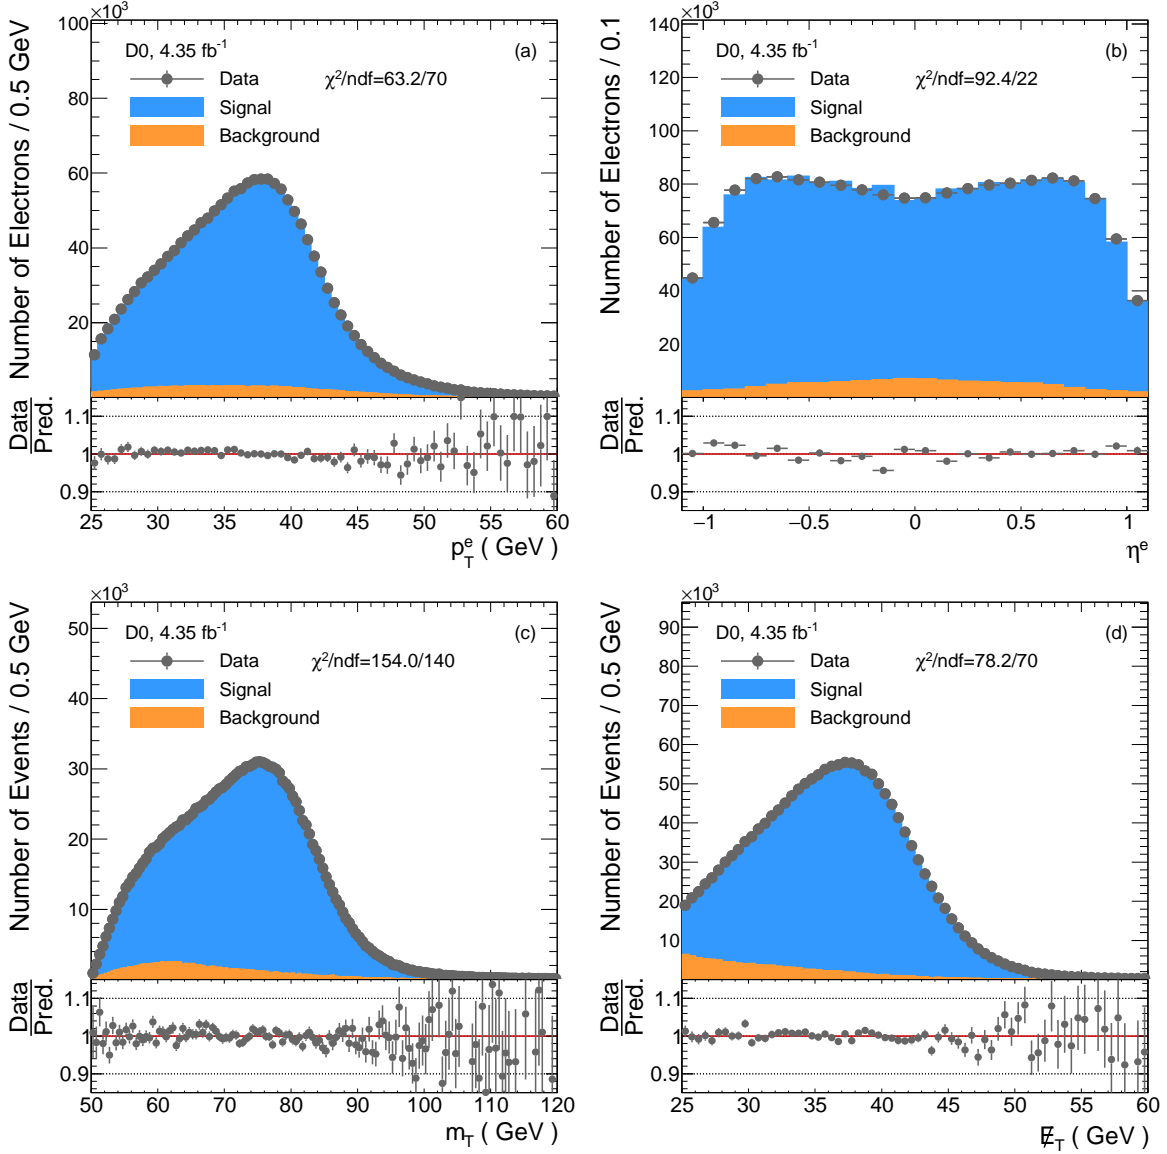 ×10³
Number of Electrons / 0.5 GeV
100
80
60
40
20
D0, 4.35 fb⁻¹
(a)
Data
χ²/ndf=63.2/70
Signal
Background
Data
Pred.
1.1
1
0.9
25 30 35 40 45 50 55 60
p_T^e ( GeV )
×10³
Number of Electrons / 0.1
140
120
100
80
60
40
20
D0, 4.35 fb⁻¹
(b)
Data
χ²/ndf=92.4/22
Signal
Background
Data
Pred.
1.1
1
0.9
−1 −0.5 0 0.5 1
η^e
×10³
Number of Events / 0.5 GeV
50
40
30
20
10
D0, 4.35 fb⁻¹
(c)
Data
χ²/ndf=154.0/140
Signal
Background
Data
Pred.
1.1
1
0.9
50 60 70 80 90 100 110 120
m_T ( GeV )
×10³
Number of Events / 0.5 GeV
90
80
70
60
50
40
30
20
10
D0, 4.35 fb⁻¹
(d)
Data
χ²/ndf=78.2/70
Signal
Background
Data
Pred.
1.1
1
0.9
25 30 35 40 45 50 55 60
E̸_T ( GeV )